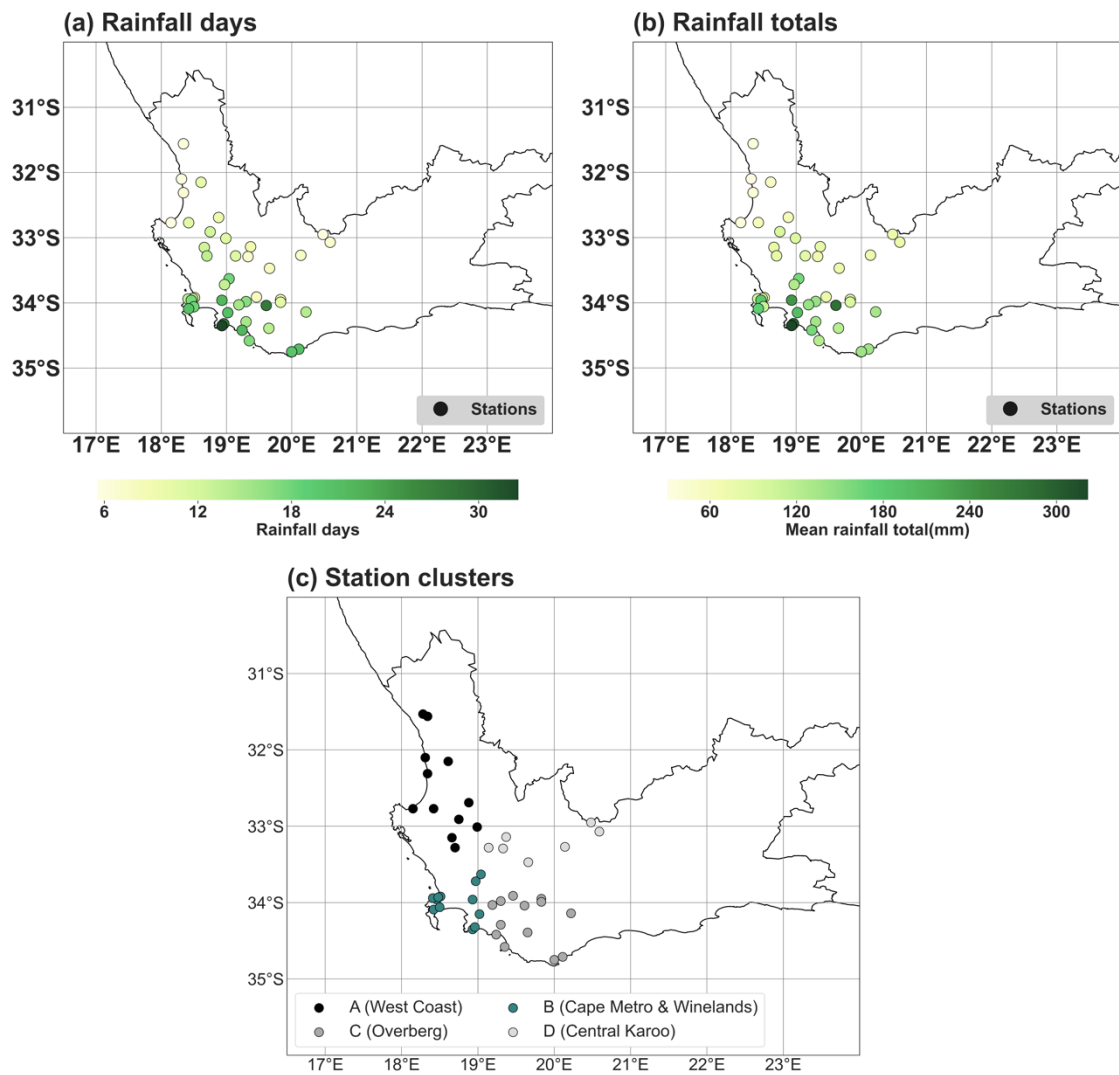 (a) Rainfall days
31°S
32°S
33°S
34°S
35°S
Stations
17°E 18°E 19°E 20°E 21°E 22°E 23°E
6 12 18 24 30
Rainfall days
(b) Rainfall totals
31°S
32°S
33°S
34°S
35°S
Stations
17°E 18°E 19°E 20°E 21°E 22°E 23°E
60 120 180 240 300
Mean rainfall total(mm)
(c) Station clusters
31°S
32°S
33°S
34°S
35°S
A (West Coast) B (Cape Metro & Winelands)
C (Overberg) D (Central Karoo)
17°E 18°E 19°E 20°E 21°E 22°E 23°E